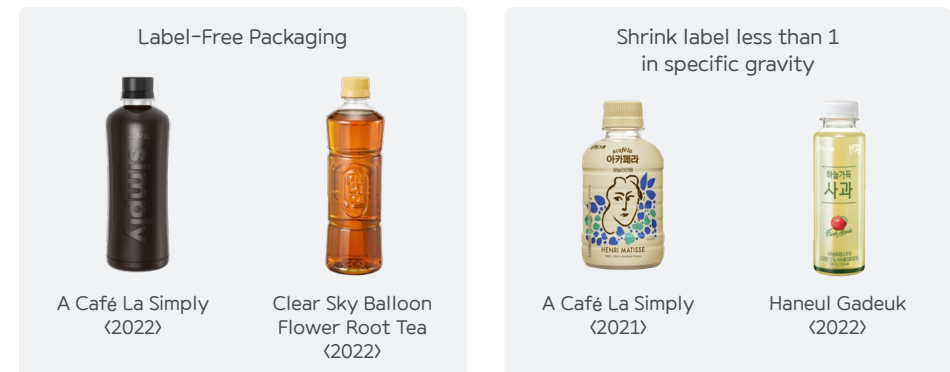 Label-Free Packaging
simply
A Café La Simply
〈2022〉
Clear Sky Balloon
Flower Root Tea
〈2022〉
Shrink label less than 1
in specific gravity
아카페라
HENRI MATISSE
A Café La Simply
〈2021〉
하늘가득
사과
Haneul Gadeuk
〈2022〉